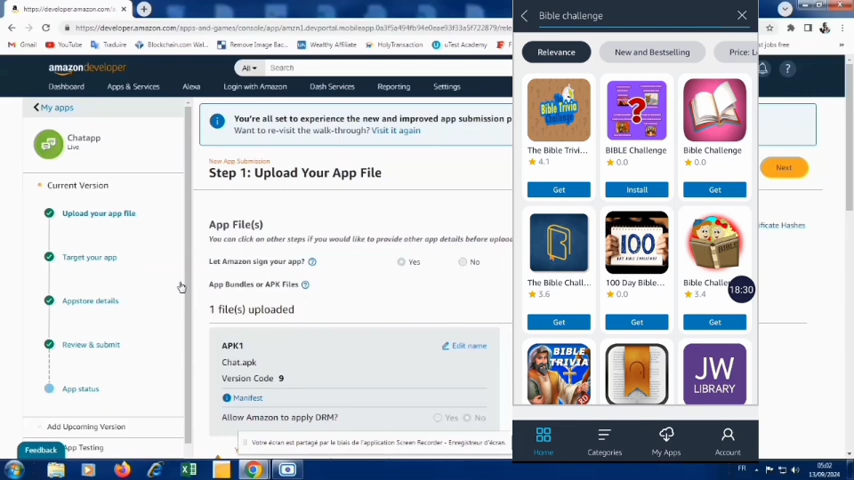 https://developer.amazon.com/ap
https://developer.amazon.com/apps-and-games/console/app/amzn1.devportal.mobileapp.
Gmail
YouTube
Traduire
Blockchain.com Wal
Remove Image Back
Wealthy Affiliate
HolyTransaction
uTest Academy
t jobs free
amazondeveloper
All
Search
Dashboard
Apps & Services
Alexa
Login with Amazon
Dash Services
Reporting
Settings
My apps
Chatapp
Live
Current Version
Upload your app file
Target your app
Appstore details
Review & submit
App status
Add Upcoming Version
App Testing
Feedback
You're all set to experience the new and improved app submission p
Want to re-visit the walk-through? Visit it again
New App Submission
Step 1: Upload Your App File
Next
ificate Hashes
App File(s)
You can click on other steps if you would like to provide other app details before upload
Let Amazon sign your app?
Yes
No
App Bundles or APK Files
1 file(s) uploaded
APK1
Edit name
Chat.apk
Version Code 9
Manifest
Allow Amazon to apply DRM?
Yes
No
Votre écran est partagé par le biais de l'application Screen Recorder - Enregistreur d'écran.
Bible challenge
Relevance
New and Bestselling
Price: L
Bible Trivia Challenge
The Bible Trivi...
4.1
Get
BIBLE Challenge
0.0
Install
Bible Challenge
0.0
Get
The Bible Chall...
3.6
Get
100
100 Day Bible...
0.0
Get
BIBLE
Bible Challe
3.4
Get
18:30
BIBLE TRIVIA
JW LIBRARY
Home
Categories
My Apps
Account
FR
05:02
13/09/2024